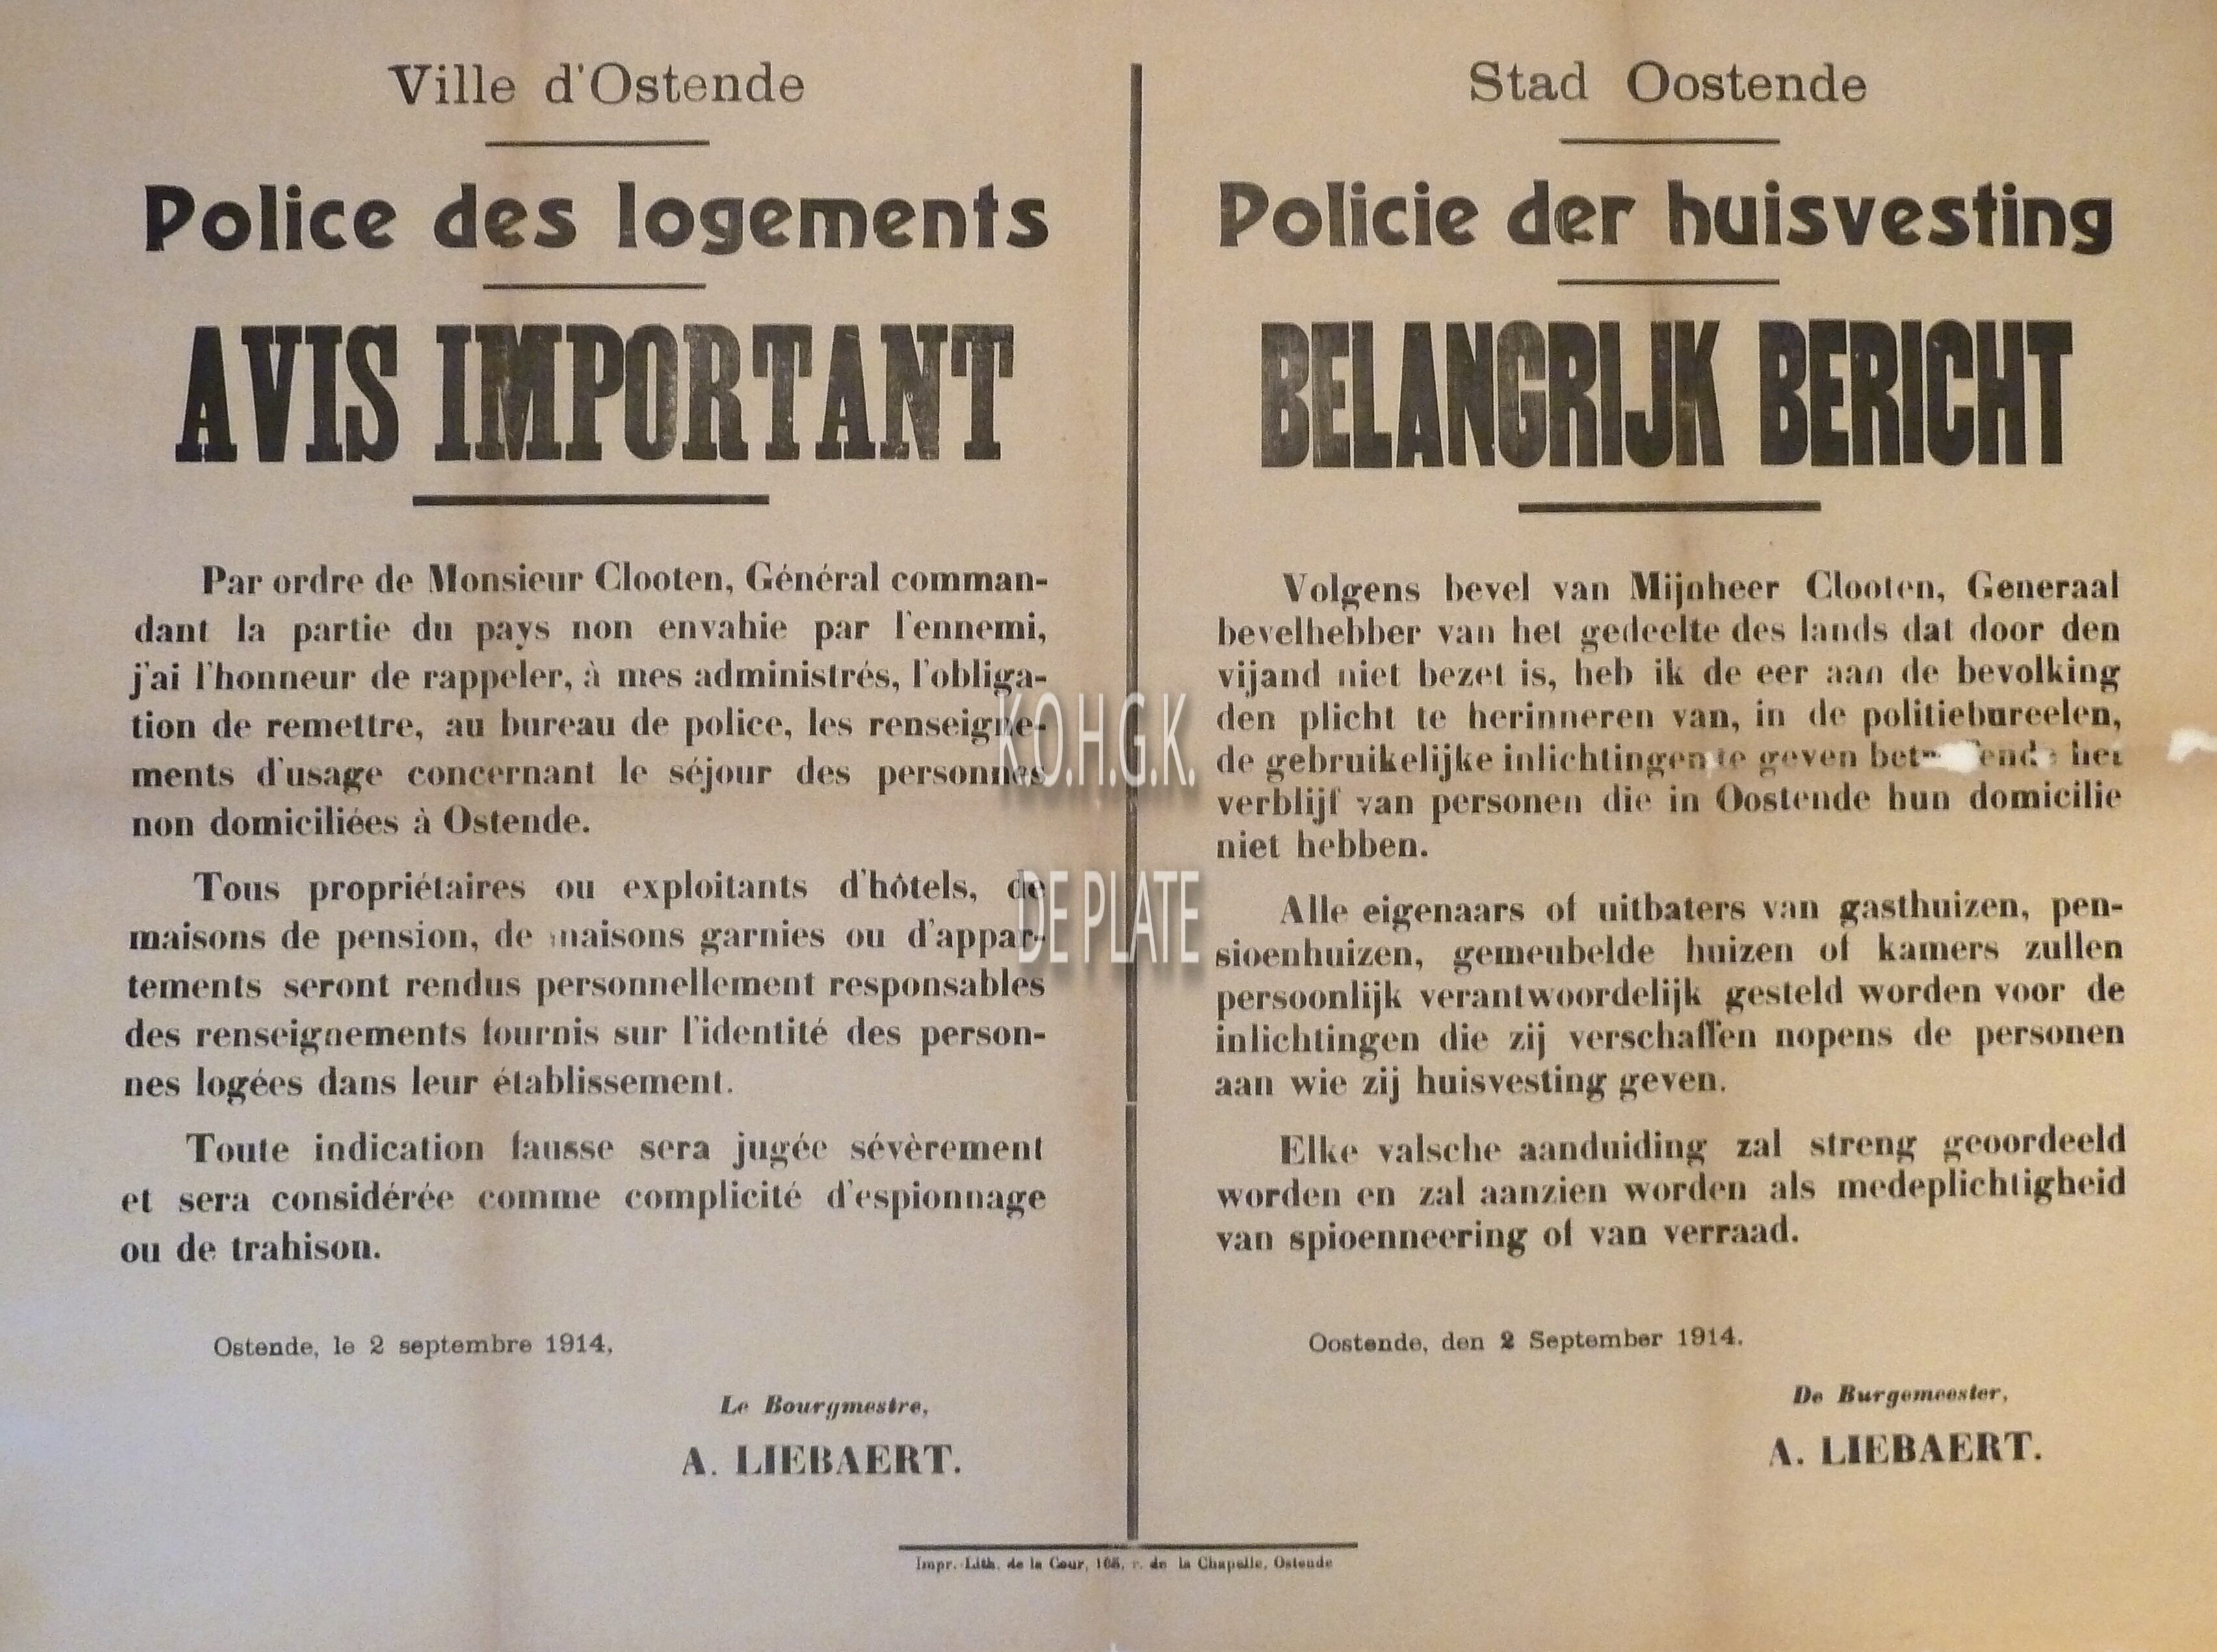 Ville d'Ostende
Police des logements
AVIS IMPORTANT
Par ordre de Monsieur Clooten, Général comman-
dant la partie du pays non envahie par l'ennemi,
j'ai l'honneur de rappeler, à mes administrés, l'obliga-
tion de remettre, au bureau de police, les renseigne-
ments d'usage concernant le séjour des personnes
non domiciliées à Ostende.
Tous propriétaires ou exploitants d'hôtels, de
maisons de pension, de maisons garnies ou d'appar-
tements seront rendus personnellement responsables
des renseignements fournis sur l'identité des person-
nes logées dans leur établissement.
Toute indication fausse sera jugée sévèrement
et sera considérée comme complicité d'espionnage
ou de trahison.
Ostende, le 2 septembre 1914,
Le Bourgmestre,
A. LIEBAERT.
Stad Oostende
Policie der huisvesting
BELANGRIJK BERICHT
Volgens bevel van Mijnheer Clooten, Generaal
bevelhebber van het gedeelte des lands dat door den
vijand niet bezet is, heb ik de eer aan de bevolking
den plicht te herinneren van, in de politiebureelen,
de gebruikelijke inlichtingen te geven het
verblijf van personen die in Oostende hun domicilie
niet hebben.
Alle eigenaars of uitbaters van gasthuizen, pen-
sioenhuizen, gemeubelde huizen of kamers zullen
persoonlijk verantwoordelijk gesteld worden voor de
inlichtingen die zij verschaffen nopens de personen
aan wie zij huisvesting geven.
Elke valsche aanduiding zal streng geoordeeld
worden en zal aanzien worden als medeplichtigheid
van spioenneering of van verraad.
Oostende, den 2 September 1914.
De Burgemeester,
A. LIEBAERT.
Impr. Lith. de la Cour, r. de la Chapelle, Ostende
K.O.H.G.K.
DE PLATE